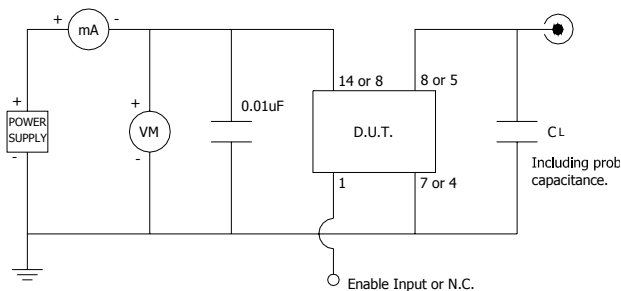 + mA -
14 or 8
8 or 5
0.01uF
+
POWER
SUPPLY
-
+
VM
-
D.U.T.
CL
Including prob
capacitance.
1
7 or 4
Enable Input or N.C.